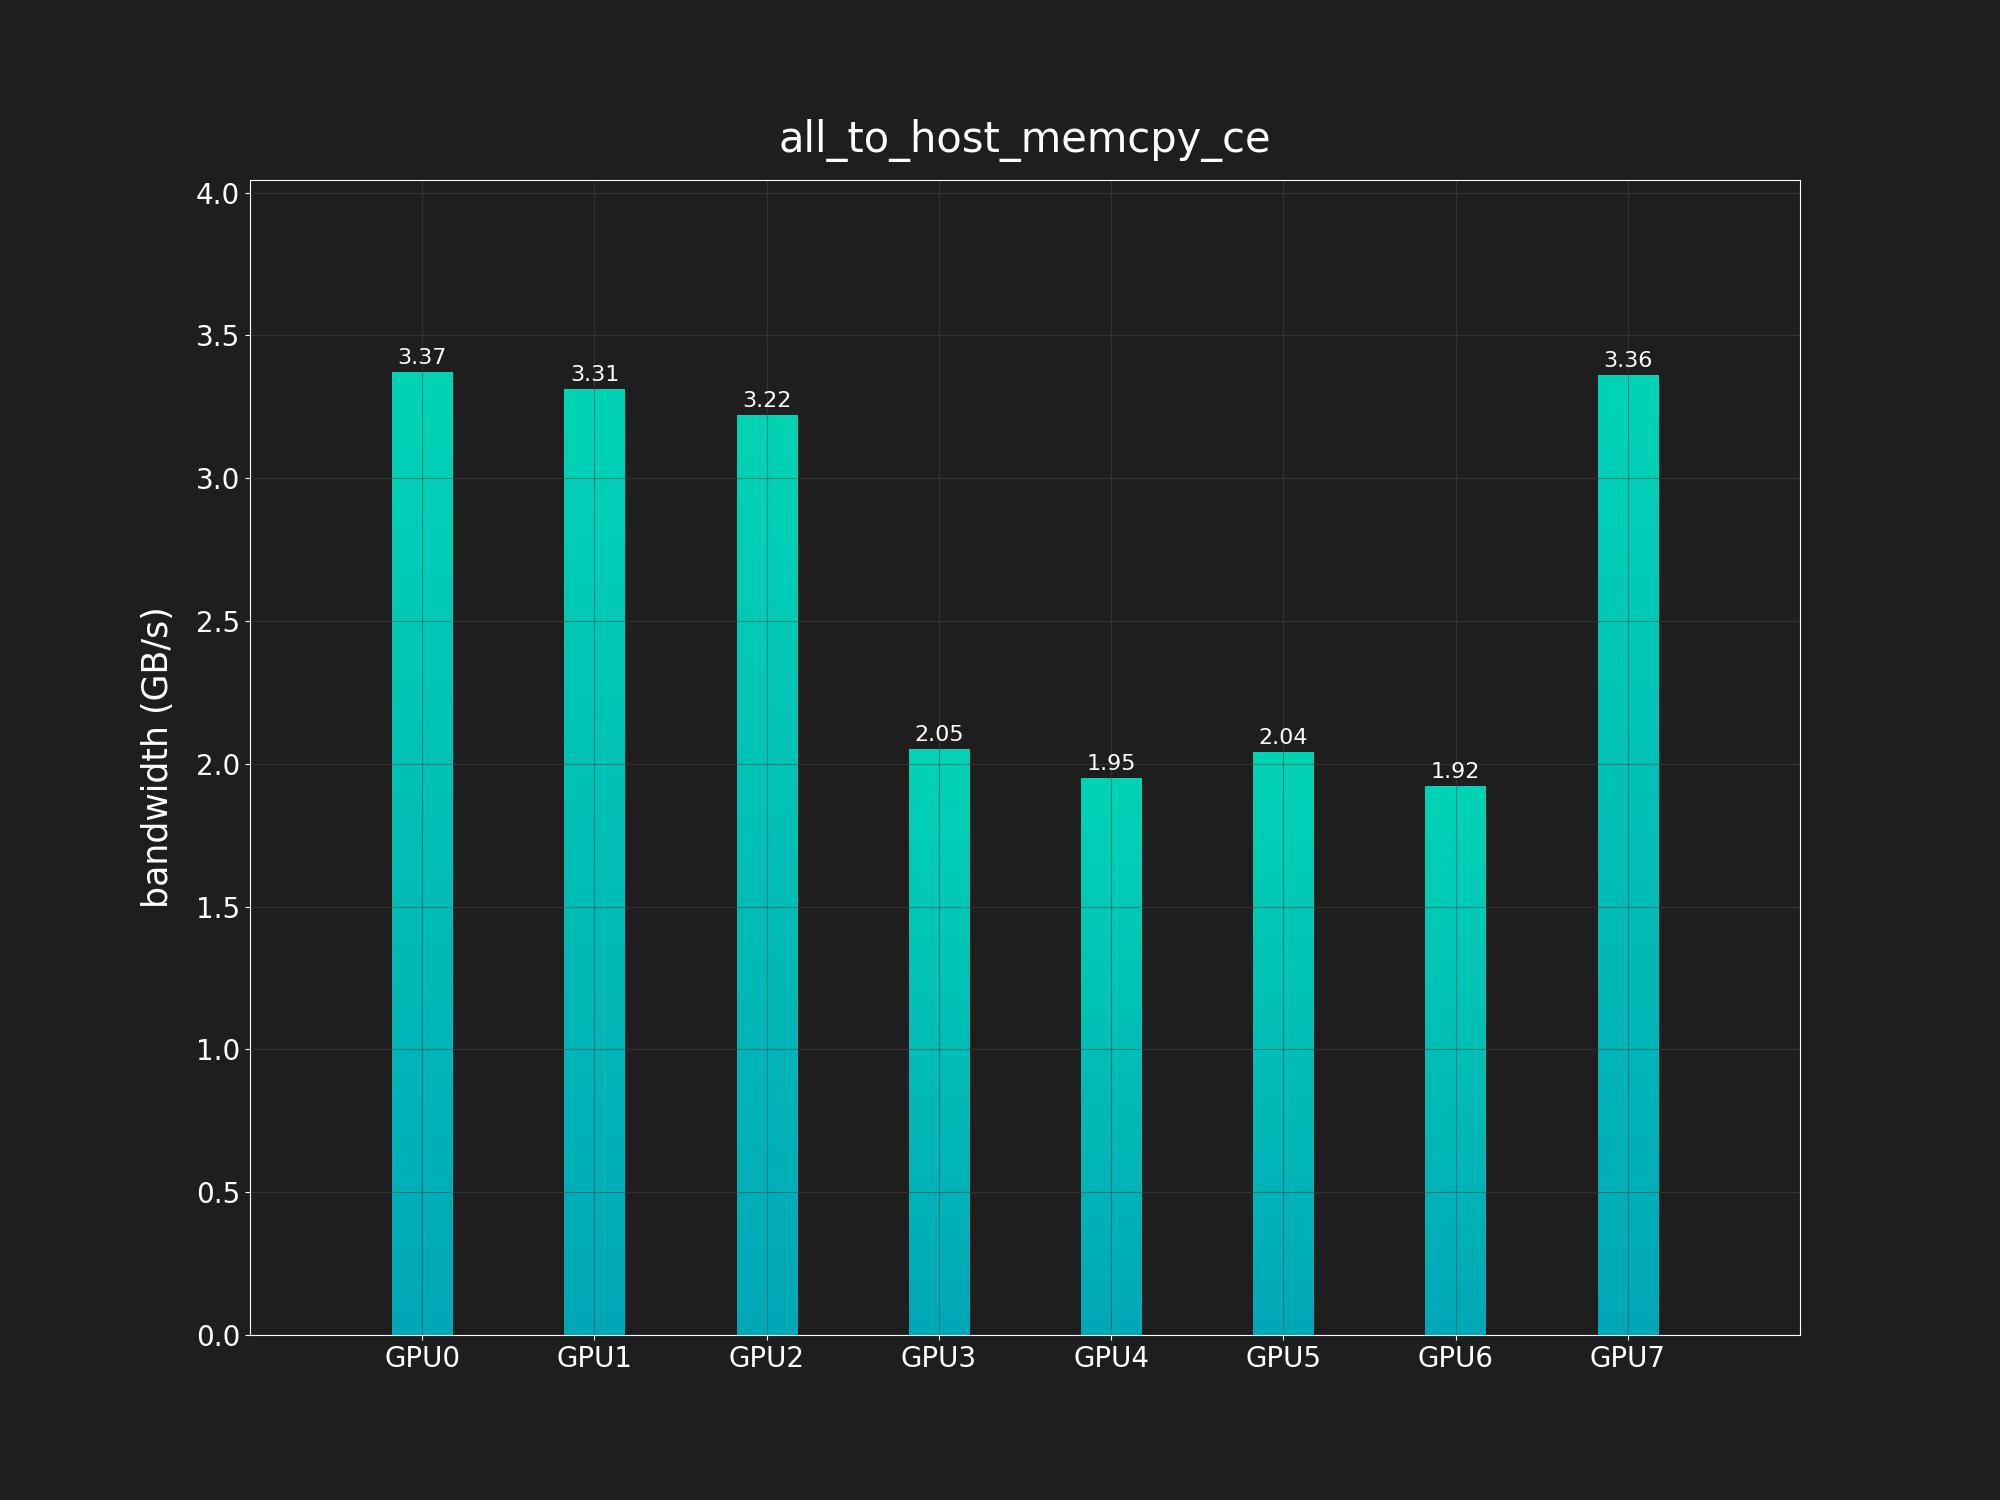 all_to_host_memcpy_ce
bandwidth (GB/s)
4.0
3.5
3.0
2.5
2.0
1.5
1.0
0.5
0.0
3.37
3.31
3.22
2.05
1.95
2.04
1.92
3.36
GPU0
GPU1
GPU2
GPU3
GPU4
GPU5
GPU6
GPU7